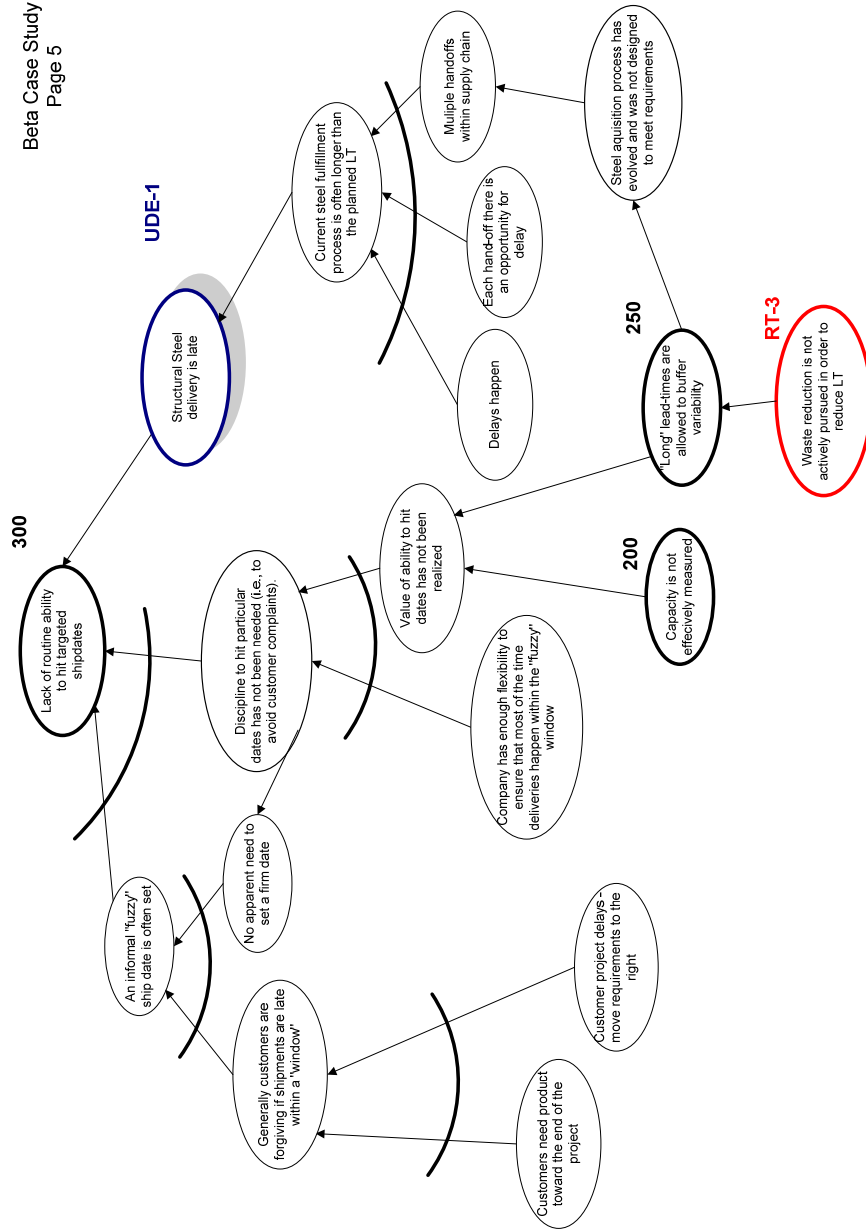 Beta Case Study
Page 5
300
Lack of routine ability
to hit targeted
shipdates
UDE-1
Structural Steel
delivery is late
An informal "fuzzy"
ship date is often set
Discipline to hit particular
dates has not been needed (i.e., to
avoid customer complaints).
Current steel fullfillment
process is often longer than
the planned LT
No apparent need to
set a firm date
Generally customers are
forgiving if shipments are late
within a "window"
Value of ability to hit
dates has not been
realized
Delays happen
Each hand-off there is
an opportunity for
delay
Muliple handoffs
within supply chain
Company has enough flexibility to
ensure that most of the time
deliveries happen within the "fuzzy"
window
Customers need product
toward the end of the
project
Customer project delays -
move requirements to the
right
200
Capacity is not
effecively measured
250
"Long" lead-times are
allowed to buffer
variability
Steel aquisition process has
evolved and was not designed
to meet requirements
RT-3
Waste reduction is not
actively pursued in order to
reduce LT